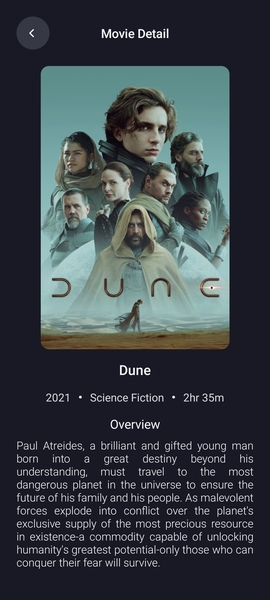 Movie Detail
DUNE
Dune
2021 • Science Fiction • 2hr 35m
Overview
Paul Atreides, a brilliant and gifted young man
born into a great destiny beyond his
understanding, must travel to the most
dangerous planet in the universe to ensure the
future of his family and his people. As malevolent
forces explode into conflict over the planet's
exclusive supply of the most precious resource
in existence-a commodity capable of unlocking
humanity's greatest potential-only those who can
conquer their fear will survive.